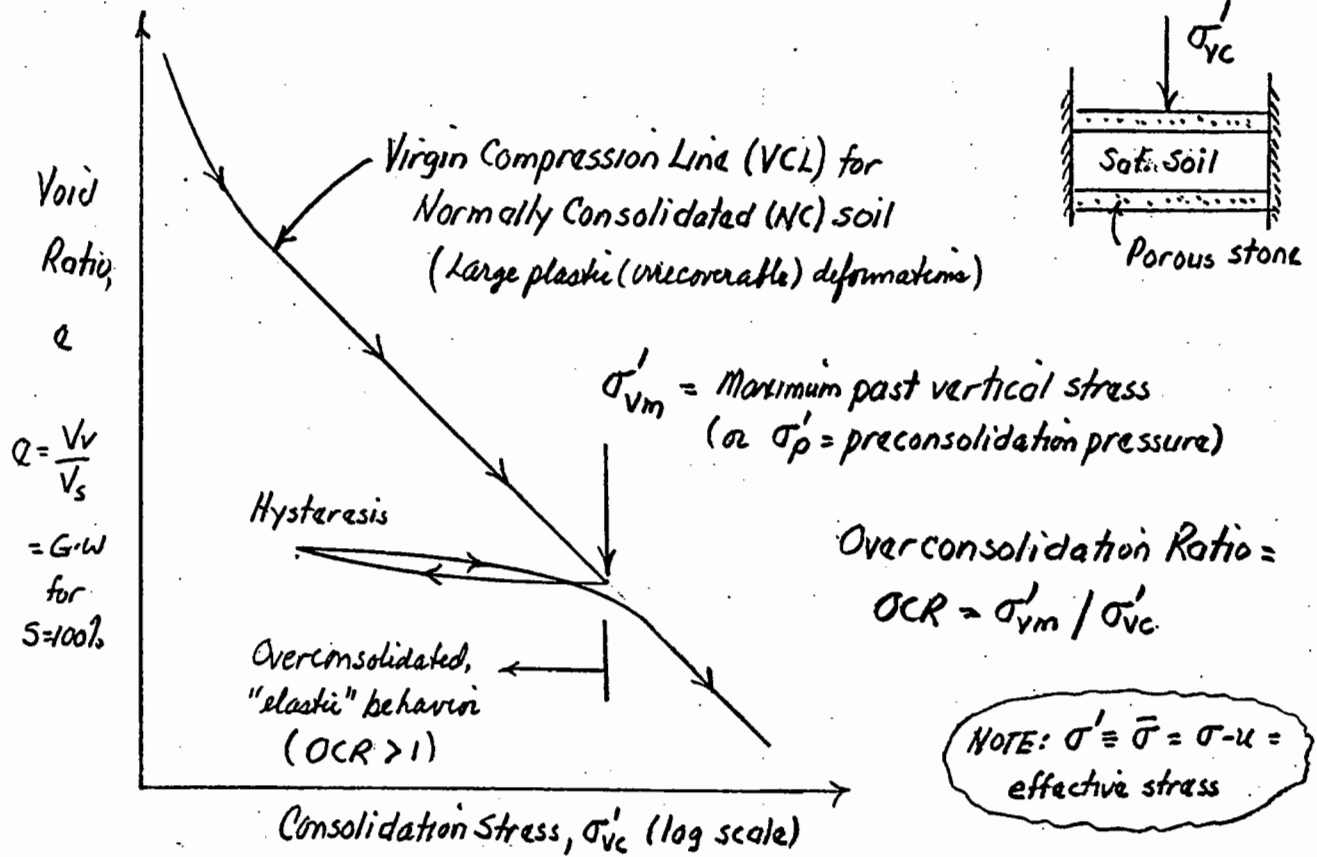 σ'vc
Sat. Soil
Porous stone
Virgin Compression Line (VCL) for
Normally Consolidated (NC) soil
(Large plastic (unrecoverable) deformations)
Void
Ratio,
e
e = Vv
Vs
= G·w
for
S=100%
σ'vm = Maximum past vertical stress
(or σ'p = preconsolidation pressure)
Hysteresis
Overconsolidation Ratio =
OCR = σ'vm / σ'vc.
Overconsolidated,
"elastic" behavior
(OCR > 1)
NOTE: σ' ≡ σ̄ = σ-u =
effective stress
Consolidation Stress, σ'vc (log scale)